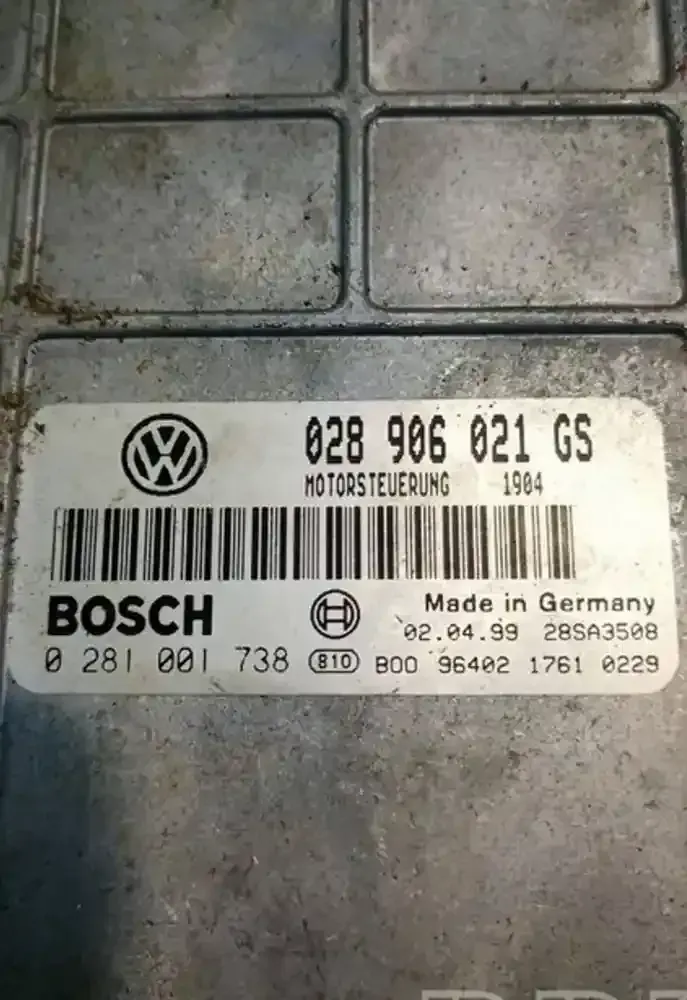 028 906 021 GS
MOTORSTEUERUNG 1904
BOSCH
Made in Germany
02.04.99 28SA3508
0 281 001 738 810 B00 96402 1761 0229